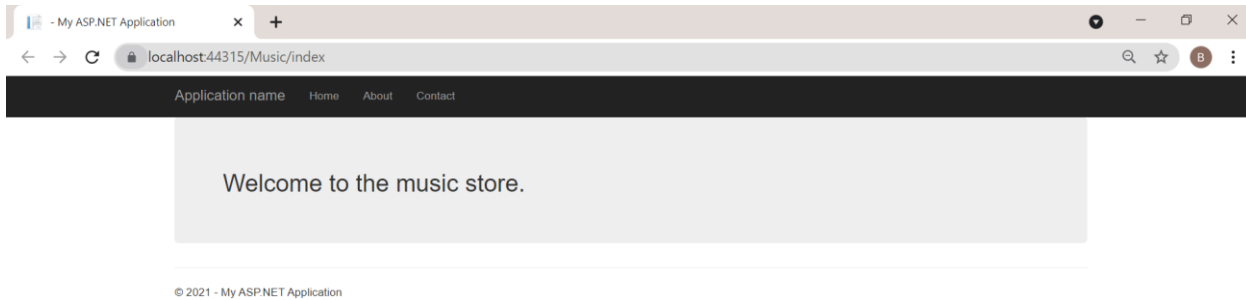 - My ASP.NET Application
localhost:44315/Music/index
B
Application name Home About Contact
Welcome to the music store.
© 2021 - My ASP.NET Application